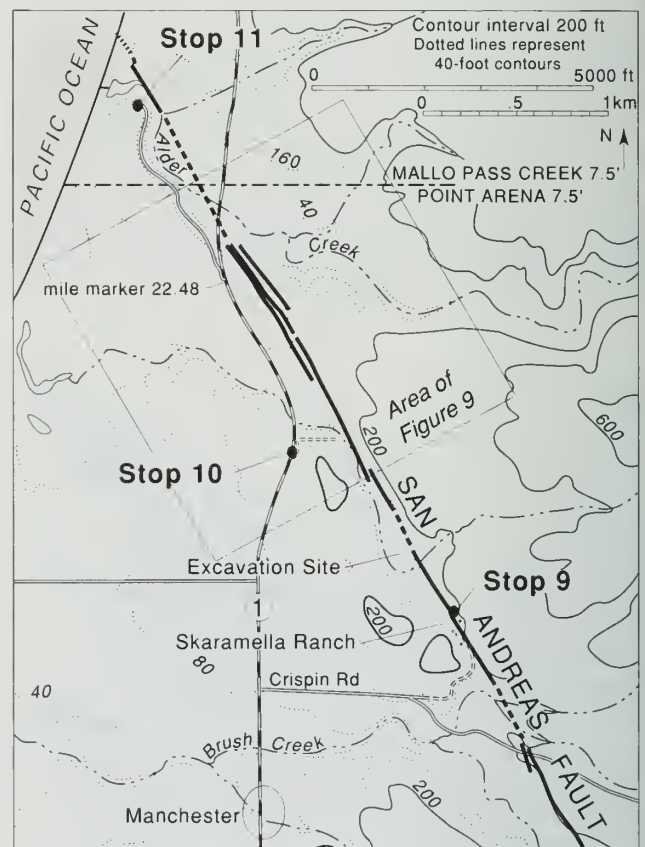 Stop 11
Contour interval 200 ft
Dotted lines represent
40-foot contours
0 5000 ft
0 .5 1km
N
PACIFIC OCEAN
Alder
160
MALLO PASS CREEK 7.5'
POINT ARENA 7.5'
40
Creek
mile marker 22.48
Area of
Figure 9
200
600
Stop 10
SAN
Excavation Site
Stop 9
1
200
ANDREAS
Skaramella Ranch
80
Crispin Rd
40
Brush Creek
FAULT
200
Manchester